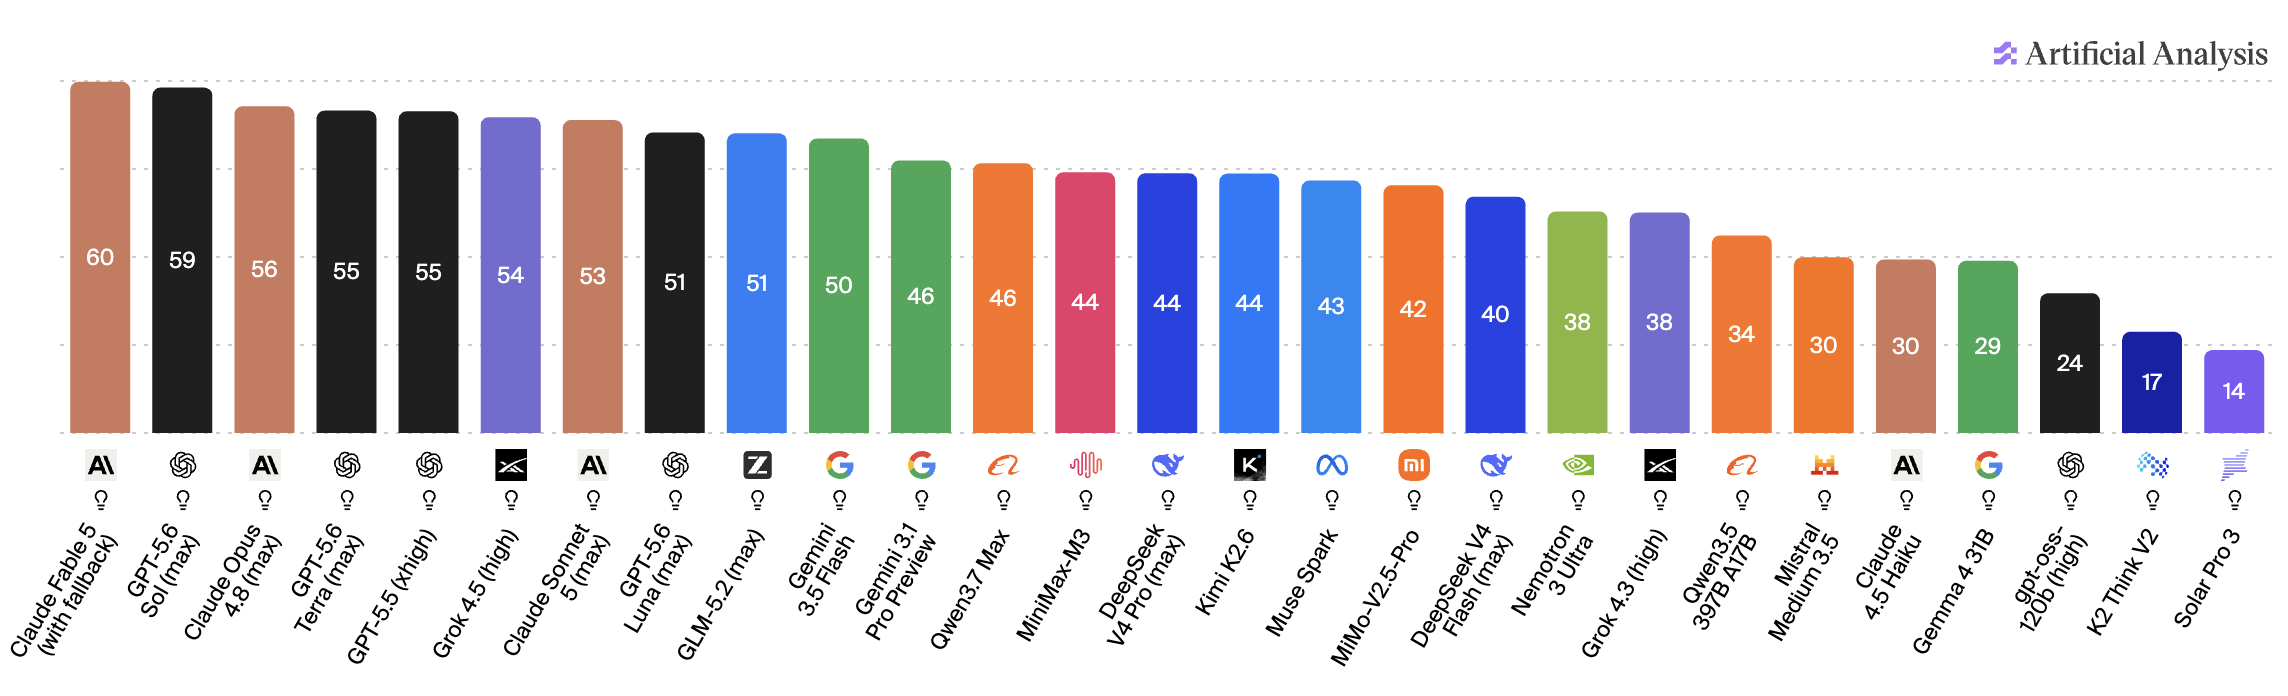 Artificial Analysis
60
59
56
55
55
54
53
51
51
50
46
46
44
44
44
43
42
40
38
38
34
30
30
29
24
17
14
Claude Fable 5
(with fallback)
GPT-5.6
Sol (max)
Claude Opus
4.8 (max)
GPT-5.6
Terra (max)
GPT-5.5 (xhigh)
Grok 4.5 (high)
Claude Sonnet
5 (max)
GPT-5.6
Luna (max)
GLM-5.2 (max)
Gemini
3.5 Flash
Gemini 3.1
Pro Preview
Qwen3.7 Max
MiniMax-M3
DeepSeek
V4 Pro (max)
Kimi K2.6
Muse Spark
MiMo-V2.5-Pro
DeepSeek V4
Flash (max)
Nemotron
3 Ultra
Grok 4.3 (high)
Qwen3.5
397B A17B
Mistral
Medium 3.5
Claude
4.5 Haiku
Gemma 4 31B
gpt-oss-
120b (high)
K2 Think V2
Solar Pro 3